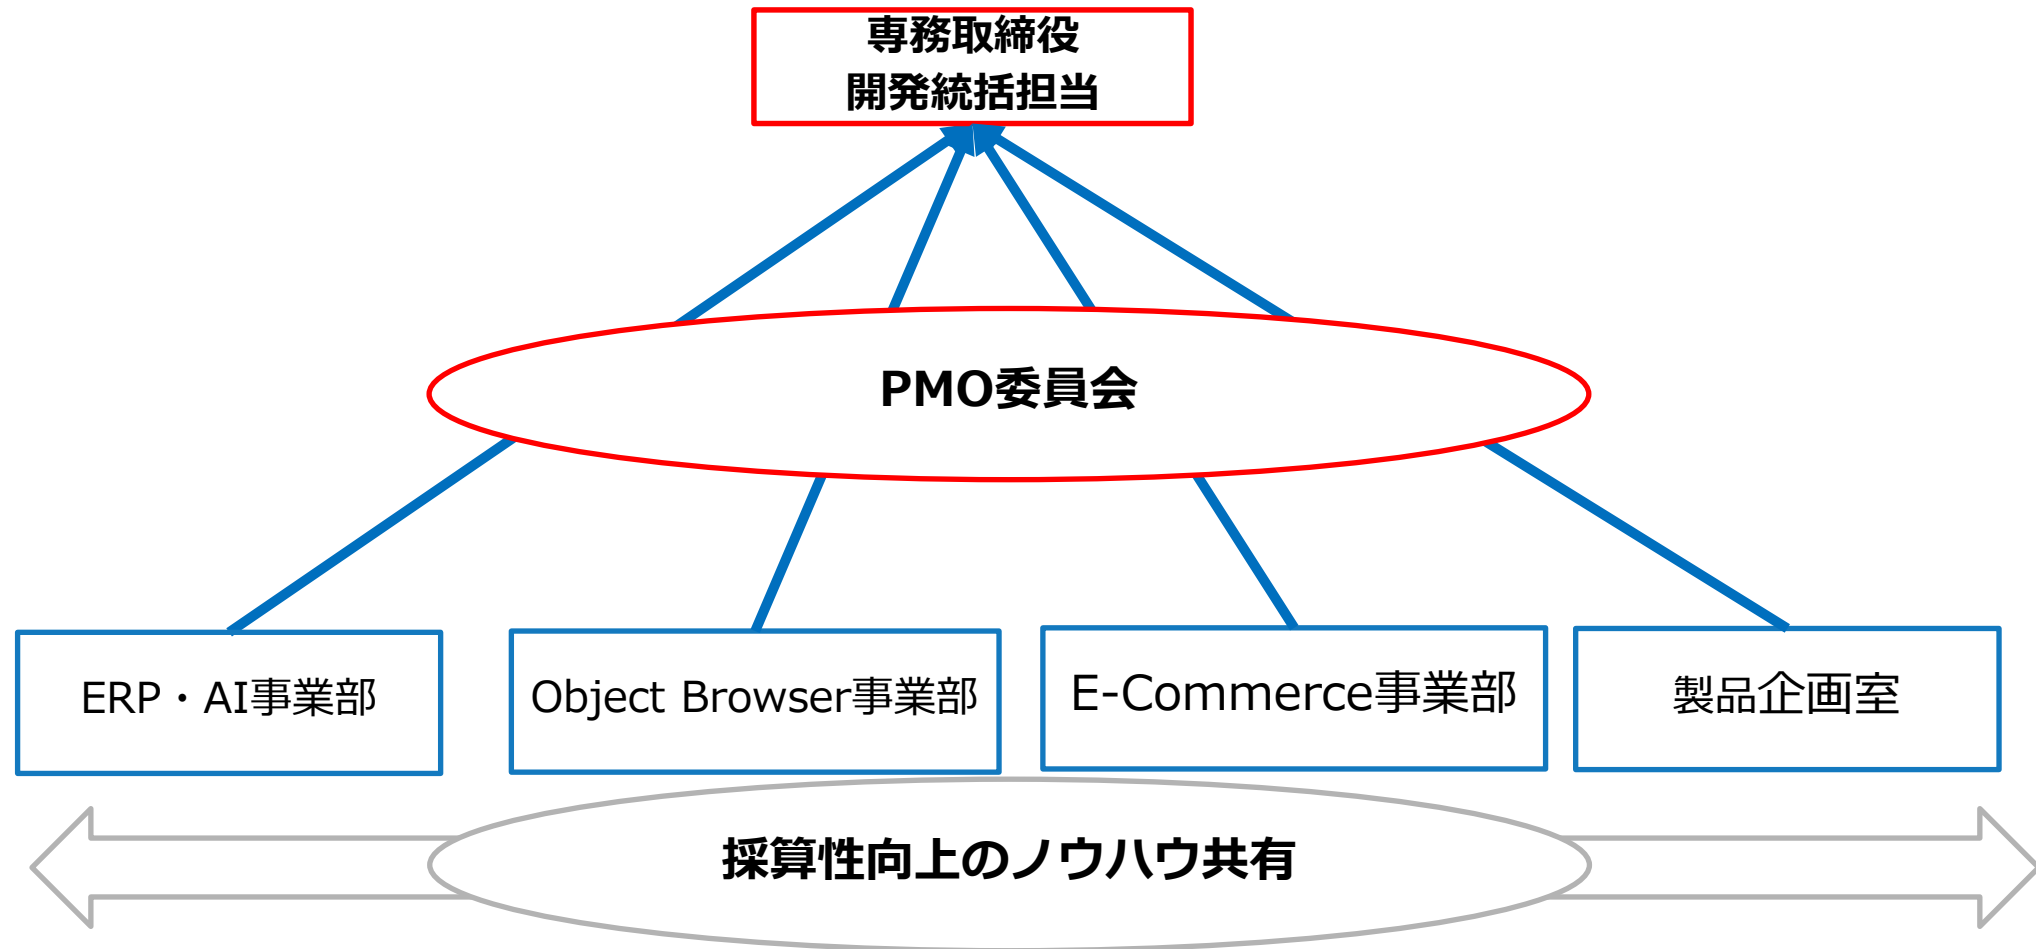 専務取締役
開発統括担当
PMO委員会
ERP・AI事業部
Object Browser事業部
E-Commerce事業部
製品企画室
採算性向上のノウハウ共有